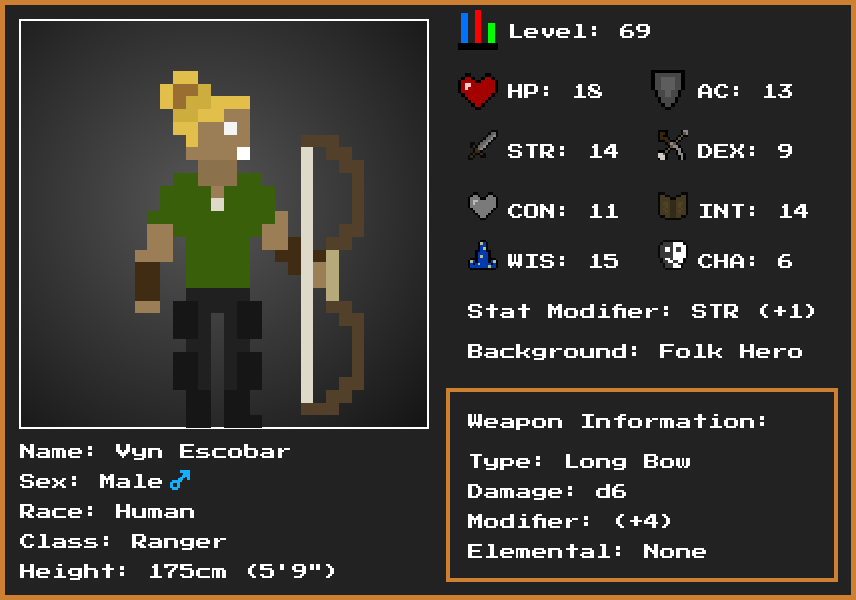 Level: 69
HP: 18 AC: 13
STR: 14 DEX: 9
CON: 11 INT: 14
WIS: 15 CHA: 6
Stat Modifier: STR (+1)
Background: Folk Hero
Weapon Information:
Type: Long Bow
Damage: d6
Modifier: (+4)
Elemental: None
Name: Vyn Escobar
Sex: Male ♂
Race: Human
Class: Ranger
Height: 175cm (5'9")